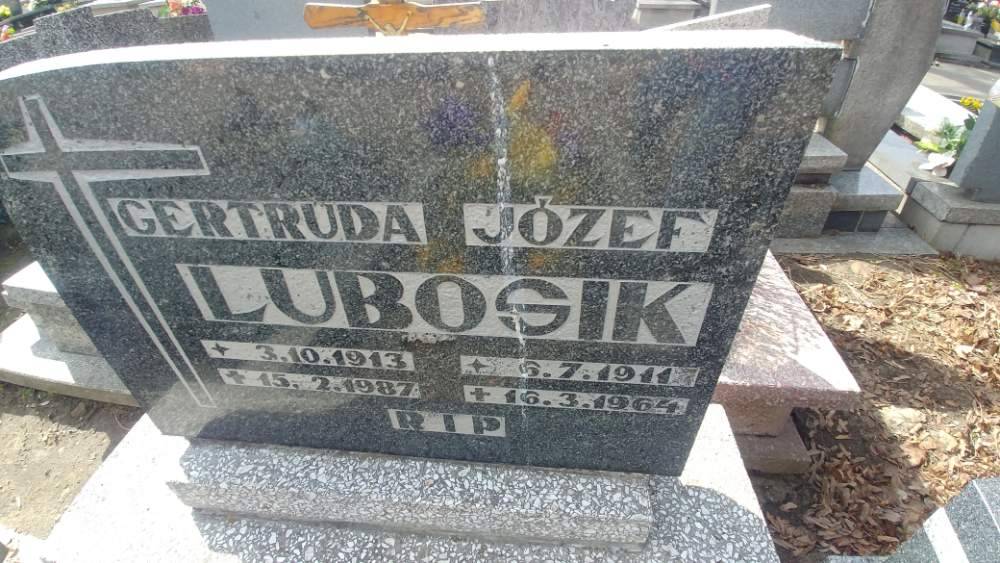 GERTRUDA JÓZEF
LUBOSIK
3.10.1913 6.7.1911
15.2.1987 16.3.1964
RIP